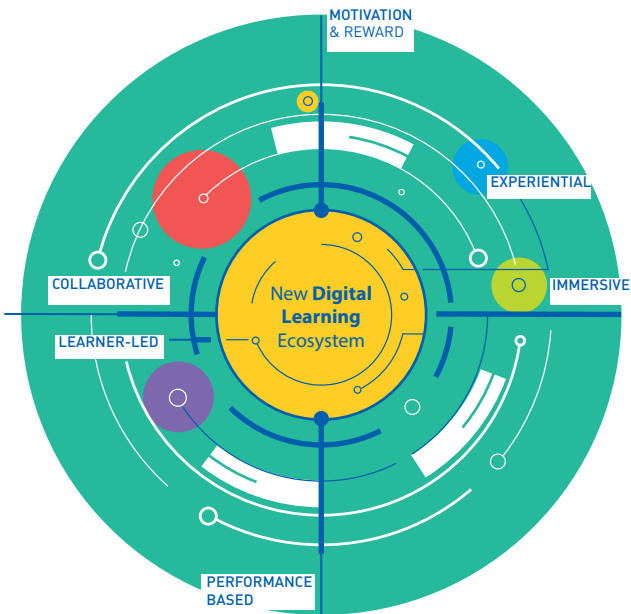 MOTIVATION
& REWARD
EXPERIENTIAL
COLLABORATIVE
IMMERSIVE
New Digital
Learning
Ecosystem
LEARNER-LED
PERFORMANCE
BASED